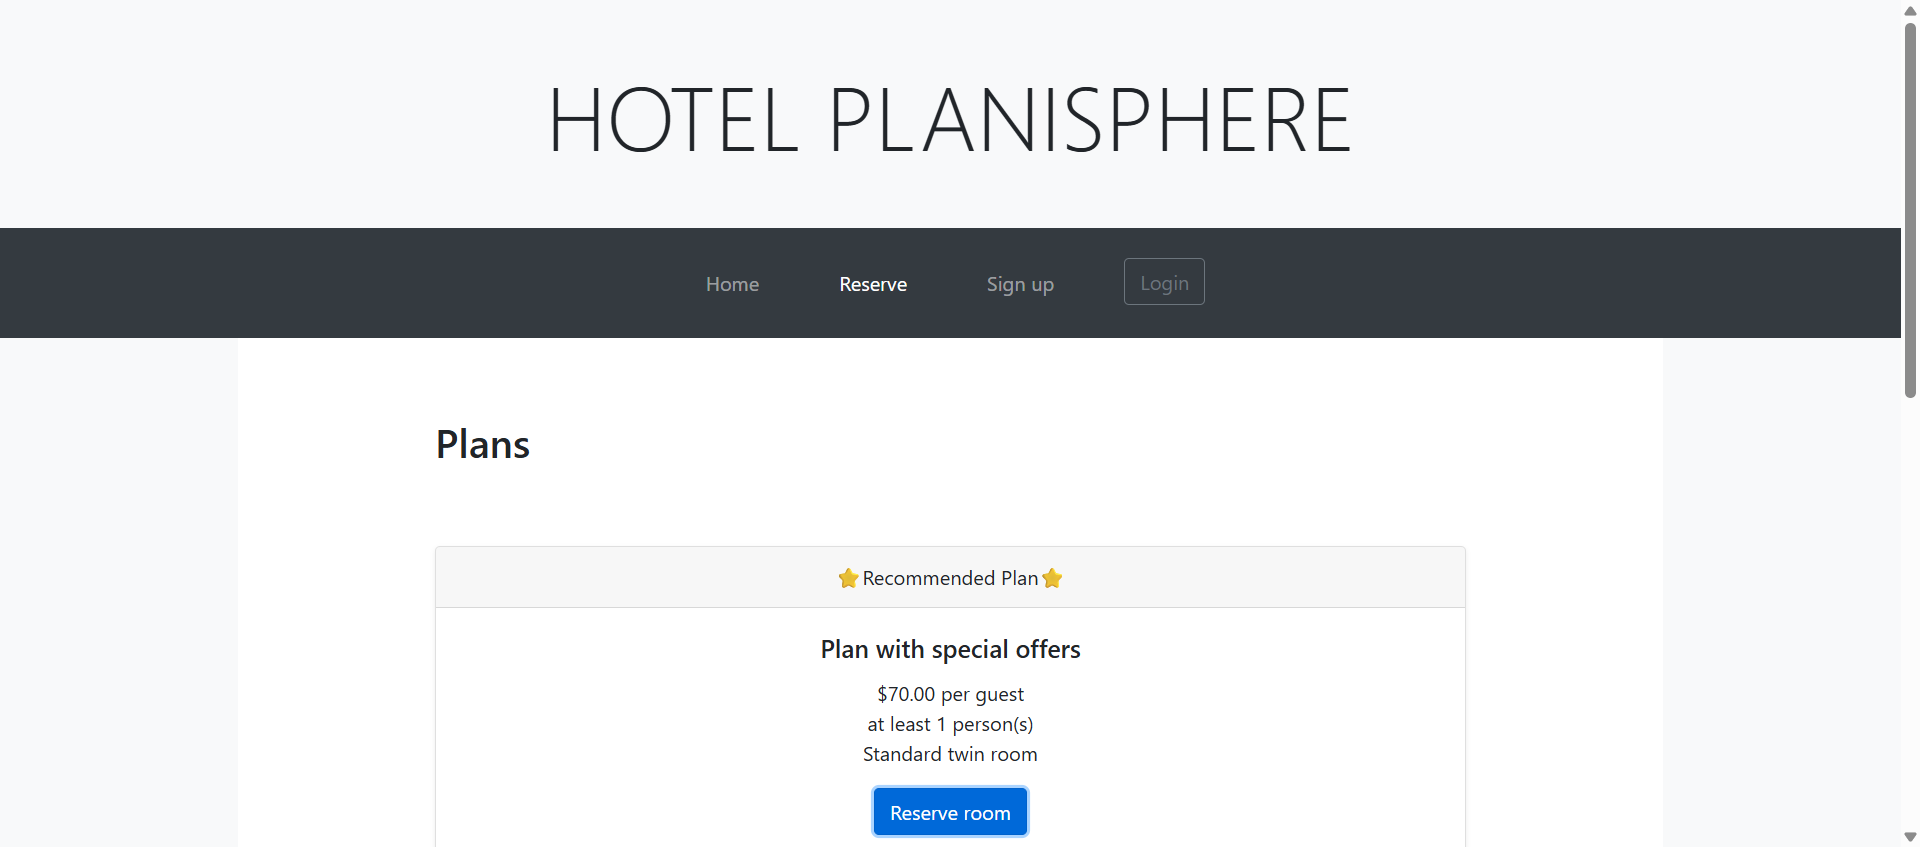 HOTEL PLANISPHERE
Home Reserve Sign up Login
Plans
⭐Recommended Plan⭐
Plan with special offers
$70.00 per guest
at least 1 person(s)
Standard twin room
Reserve room